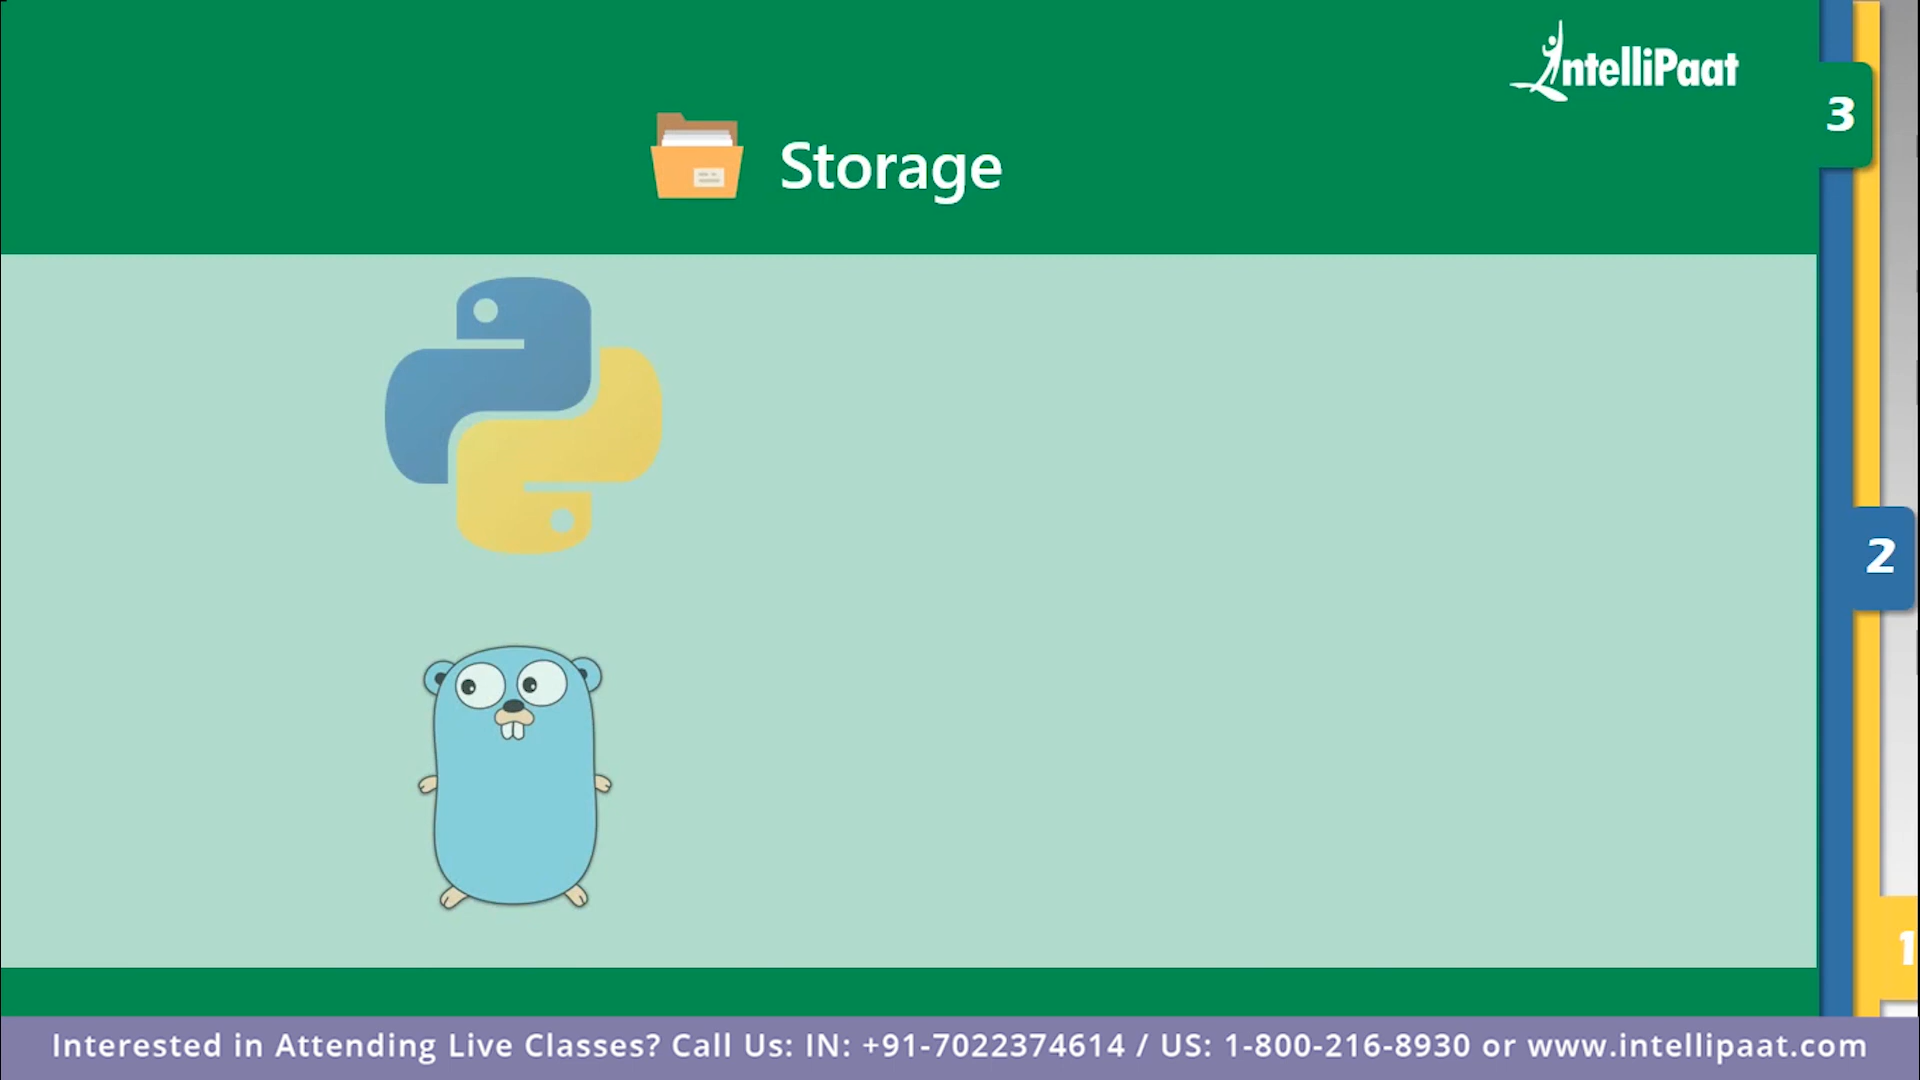 IntelliPaat
3
Storage
2
1
Interested in Attending Live Classes? Call Us: IN: +91-7022374614 / US: 1-800-216-8930 or www.intellipaat.com